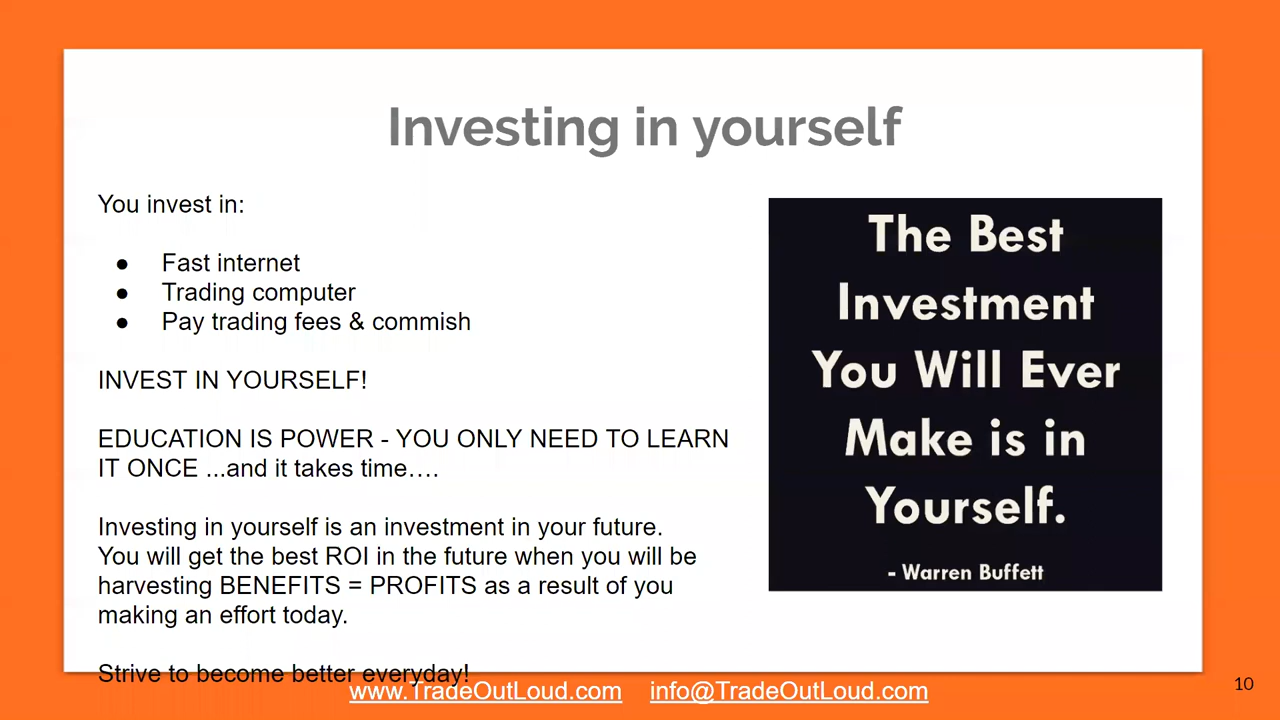 Investing in yourself
You invest in:
● Fast internet
● Trading computer
● Pay trading fees & commish
INVEST IN YOURSELF!
EDUCATION IS POWER - YOU ONLY NEED TO LEARN
IT ONCE ...and it takes time….
Investing in yourself is an investment in your future.
You will get the best ROI in the future when you will be
harvesting BENEFITS = PROFITS as a result of you
making an effort today.
Strive to become better everyday!
The Best
Investment
You Will Ever
Make is in
Yourself.
- Warren Buffett
www.TradeOutLoud.com info@TradeOutLoud.com
10